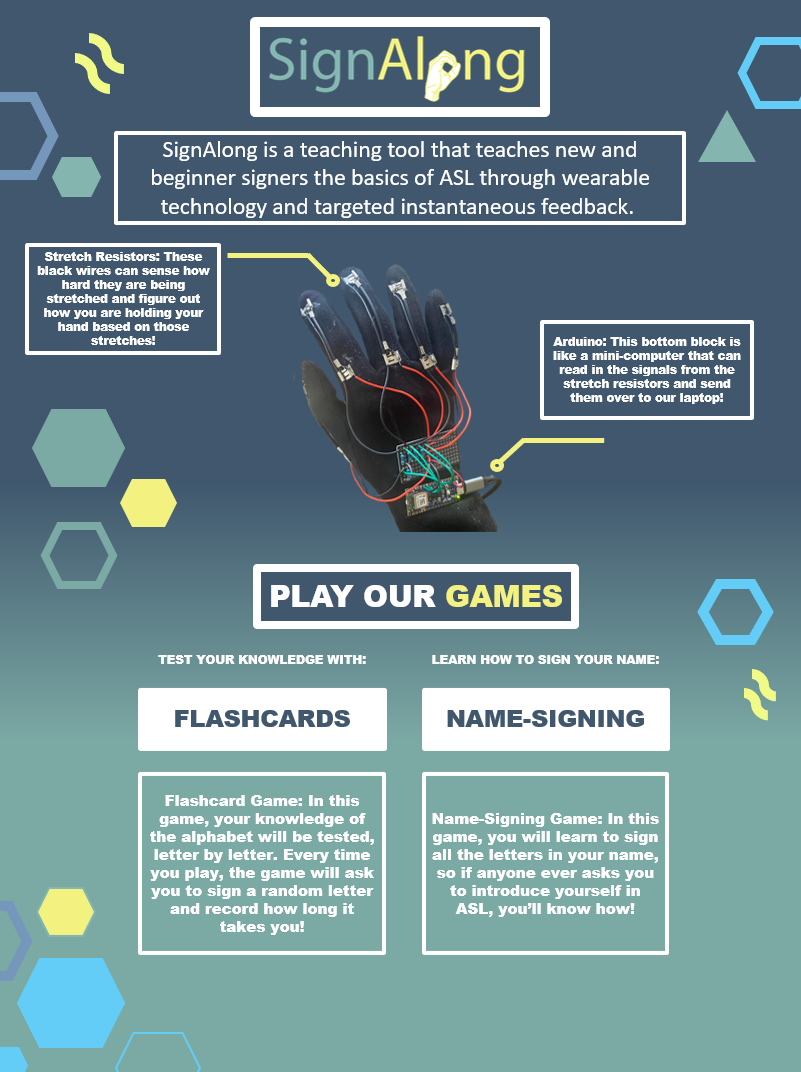 SignAlong
SignAlong is a teaching tool that teaches new and
beginner signers the basics of ASL through wearable
technology and targeted instantaneous feedback.
Stretch Resistors: These
black wires can sense how
hard they are being
stretched and figure out
how you are holding your
hand based on those
stretches!
Arduino: This bottom block is
like a mini-computer that can
read in the signals from the
stretch resistors and send
them over to our laptop!
PLAY OUR GAMES
TEST YOUR KNOWLEDGE WITH:
FLASHCARDS
Flashcard Game: In this
game, your knowledge of
the alphabet will be tested,
letter by letter. Every time
you play, the game will ask
you to sign a random letter
and record how long it
takes you!
LEARN HOW TO SIGN YOUR NAME:
NAME-SIGNING
Name-Signing Game: In this
game, you will learn to sign
all the letters in your name,
so if anyone ever asks you
to introduce yourself in
ASL, you’ll know how!